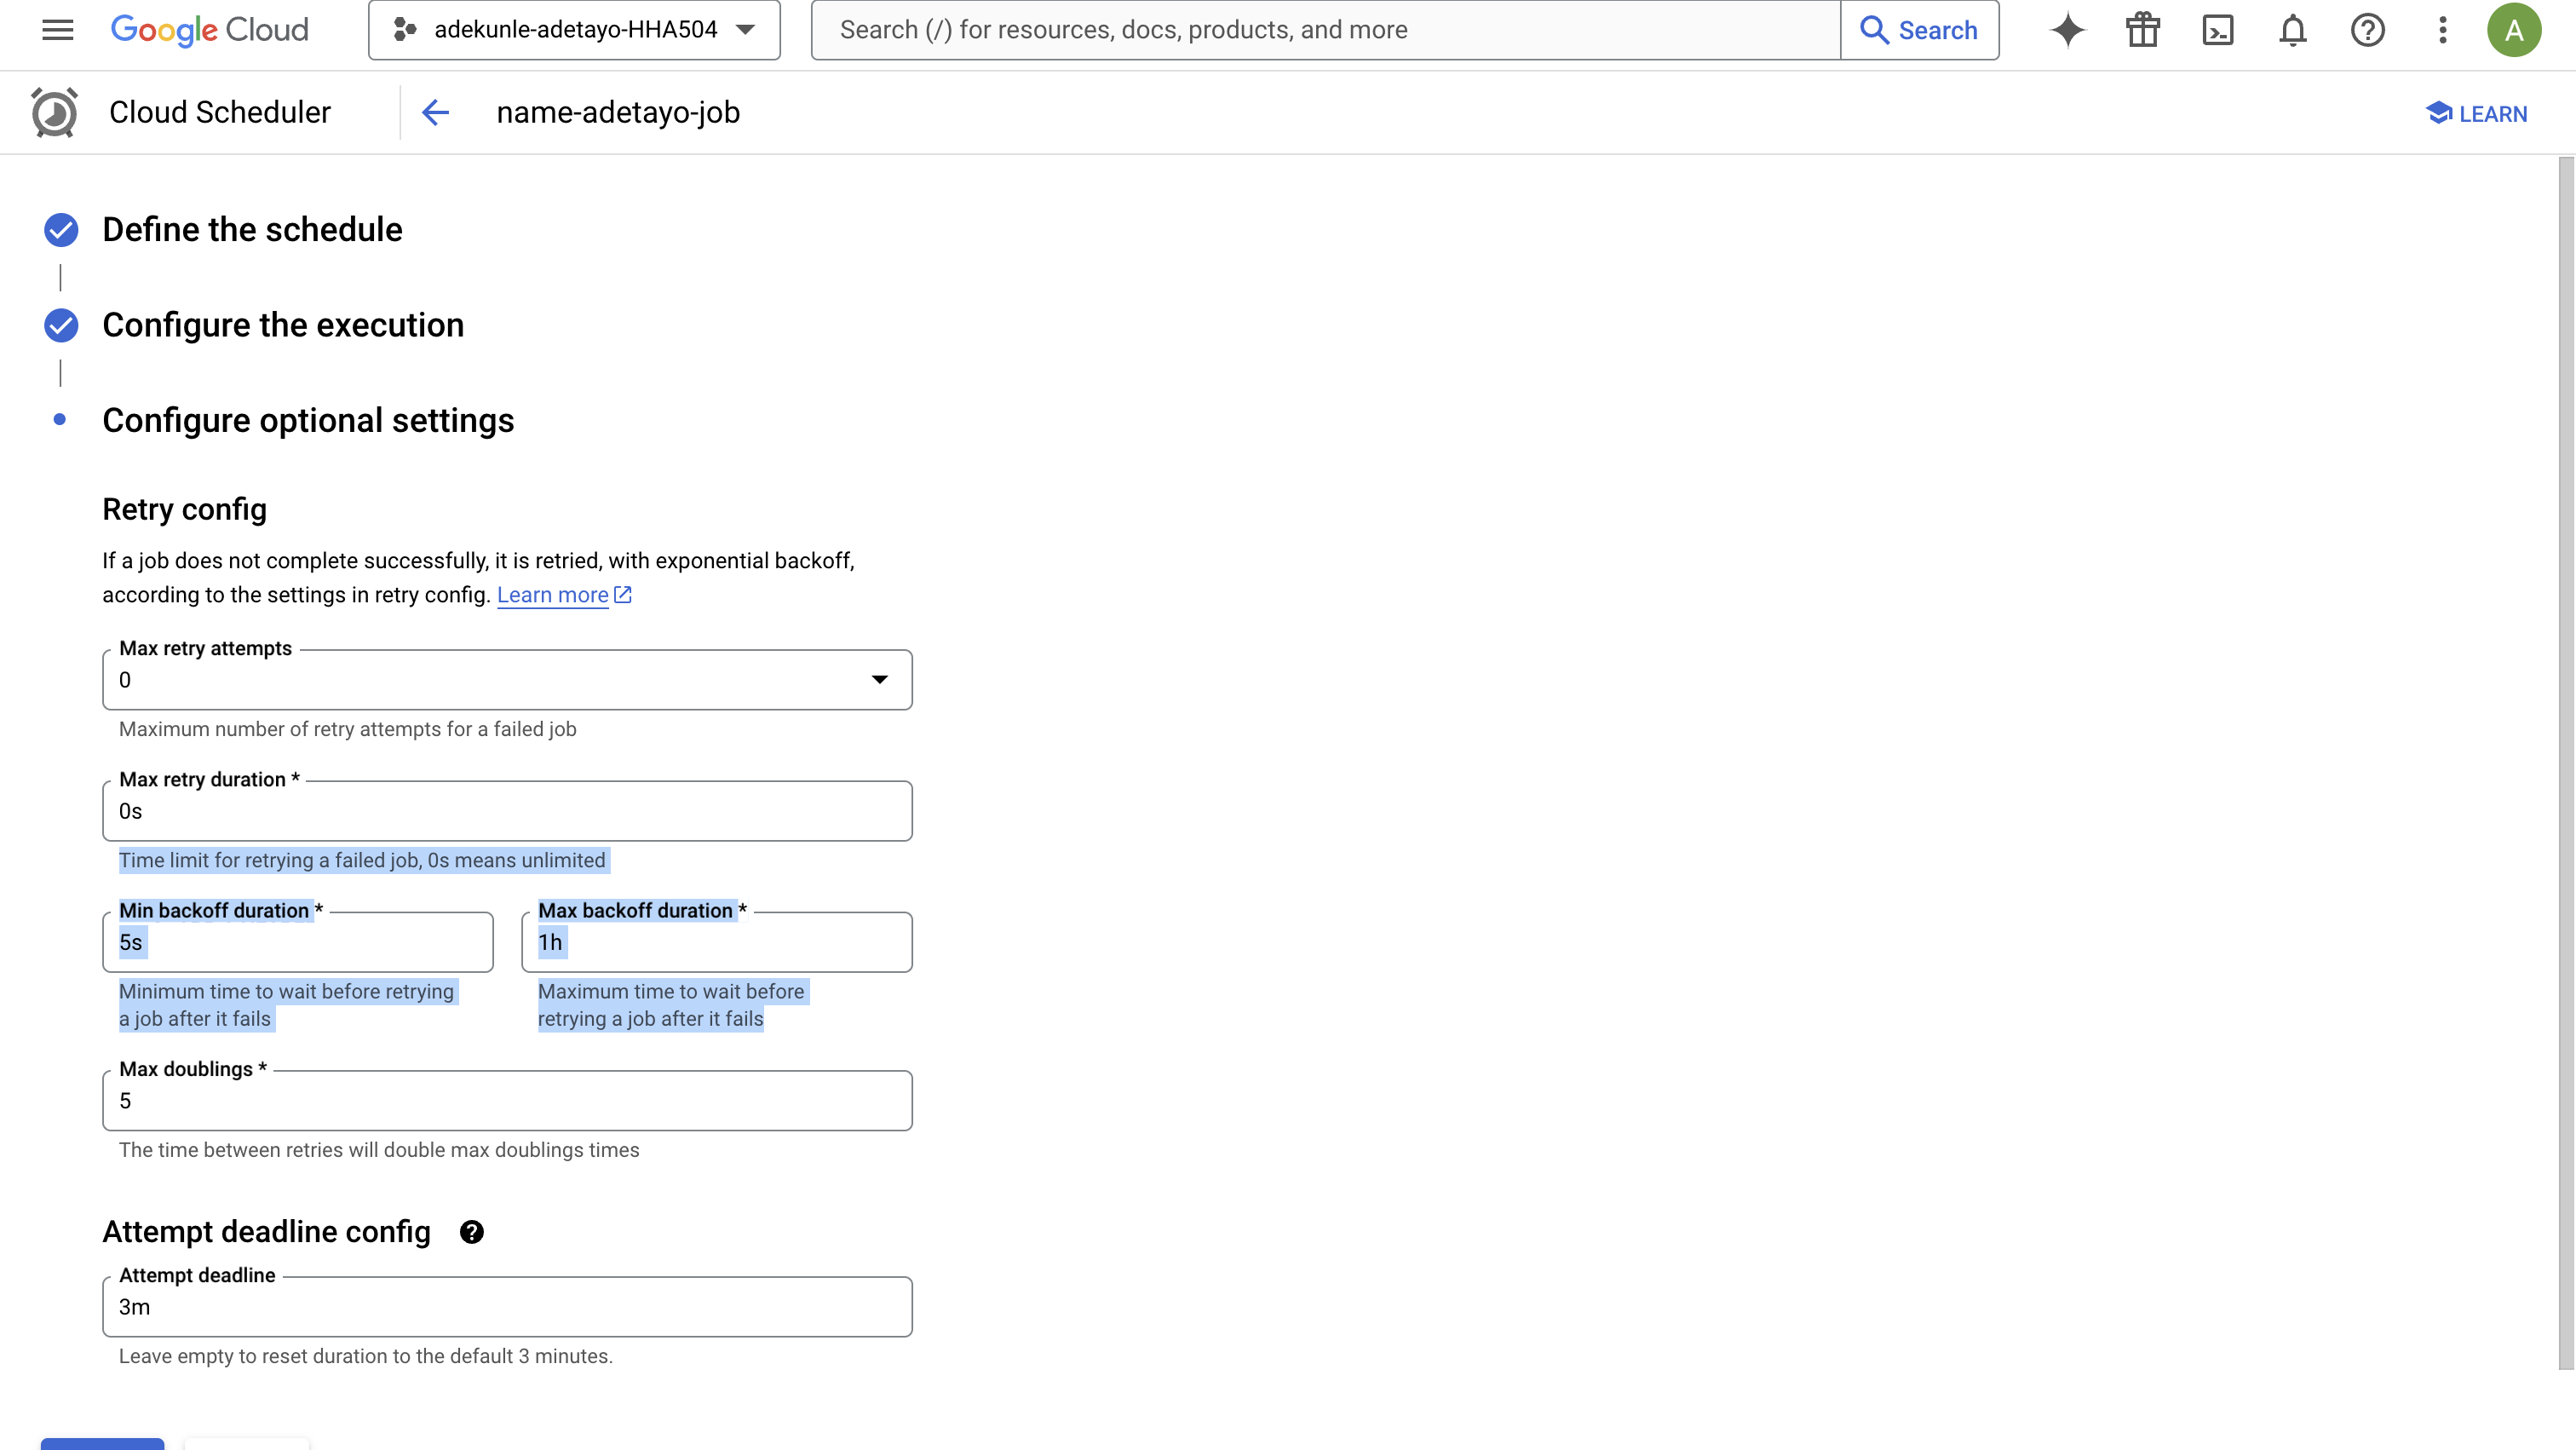 Google Cloud
adekunle-adetayo-HHA504
Search (/) for resources, docs, products, and more
Search
A
Cloud Scheduler
name-adetayo-job
LEARN
Define the schedule
Configure the execution
Configure optional settings
Retry config
If a job does not complete successfully, it is retried, with exponential backoff,
according to the settings in retry config. Learn more
Max retry attempts
0
Maximum number of retry attempts for a failed job
Max retry duration *
0s
Time limit for retrying a failed job, 0s means unlimited
Min backoff duration *
5s
Minimum time to wait before retrying
a job after it fails
Max backoff duration *
1h
Maximum time to wait before
retrying a job after it fails
Max doublings *
5
The time between retries will double max doublings times
Attempt deadline config
Attempt deadline
3m
Leave empty to reset duration to the default 3 minutes.